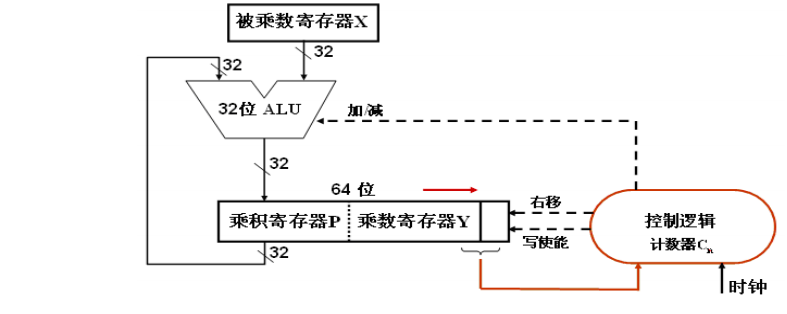 被乘数寄存器X
32
32
32位 ALU
加/减
32
64 位
乘积寄存器P
乘数寄存器Y
右移
写使能
控制逻辑
计数器Cn
32
时钟